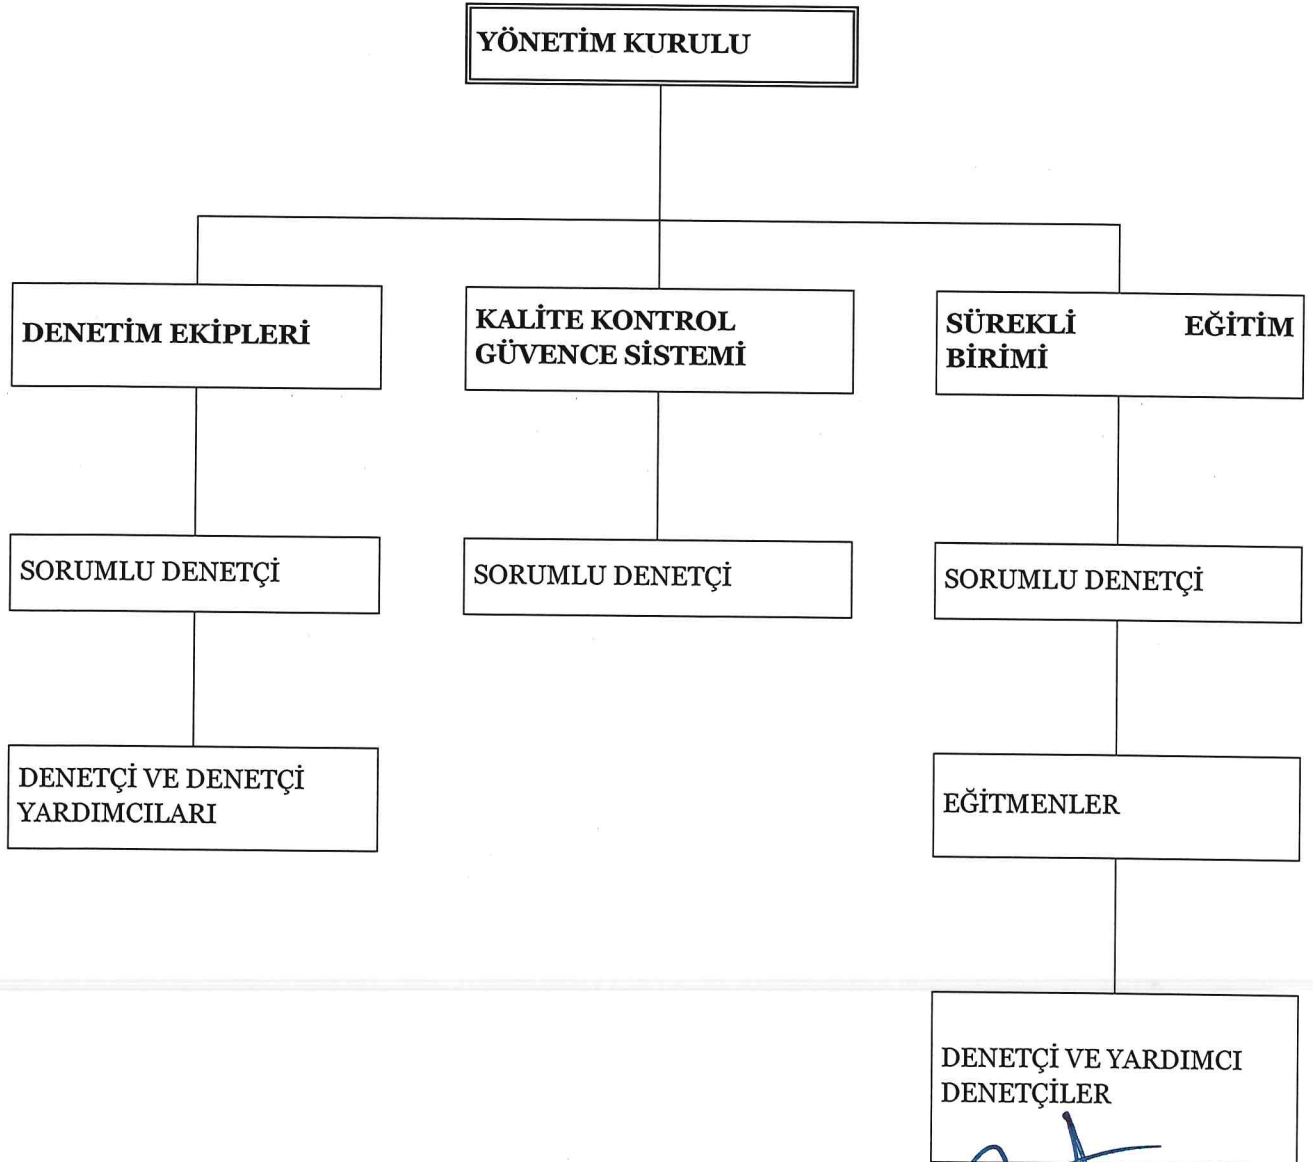 YÖNETİM KURULU
DENETİM EKİPLERİ
KALİTE KONTROL
GÜVENCE SİSTEMİ
SÜREKLİ EĞİTİM
BİRİMİ
SORUMLU DENETÇİ
SORUMLU DENETÇİ
SORUMLU DENETÇİ
DENETÇİ VE DENETÇİ
YARDIMCILARI
EĞİTMENLER
DENETÇİ VE YARDIMCI
DENETÇİLER